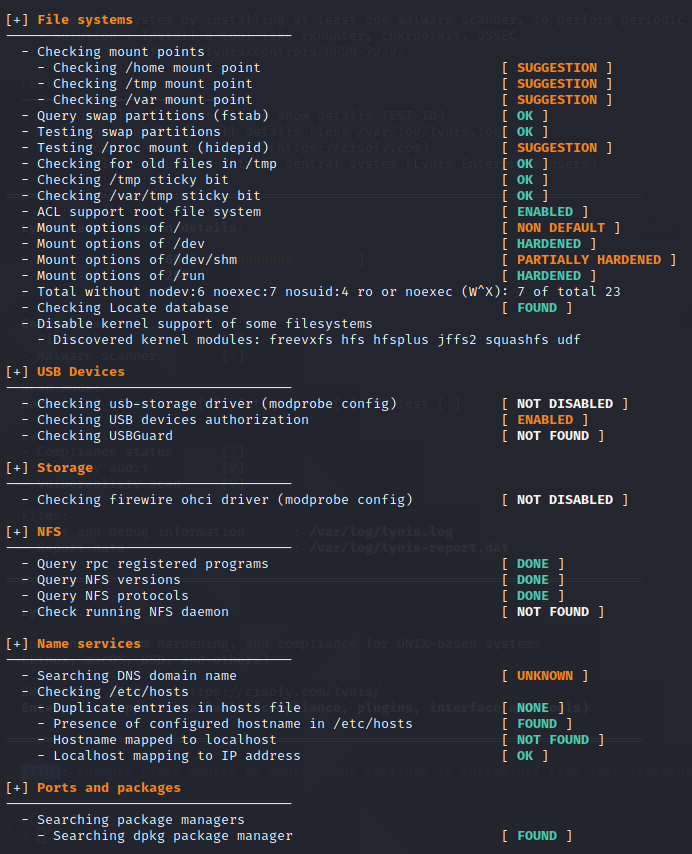 [+] File systems
- Checking mount points
- Checking /home mount point [ SUGGESTION ]
- Checking /tmp mount point [ SUGGESTION ]
- Checking /var mount point [ SUGGESTION ]
- Query swap partitions (fstab) [ OK ]
- Testing swap partitions [ OK ]
- Testing /proc mount (hidepid) [ SUGGESTION ]
- Checking for old files in /tmp [ OK ]
- Checking /tmp sticky bit [ OK ]
- Checking /var/tmp sticky bit [ OK ]
- ACL support root file system [ ENABLED ]
- Mount options of / [ NON DEFAULT ]
- Mount options of /dev [ HARDENED ]
- Mount options of /dev/shm [ PARTIALLY HARDENED ]
- Mount options of /run [ HARDENED ]
- Total without nodev:6 noexec:7 nosuid:4 ro or noexec (W^X): 7 of total 23
- Checking Locate database [ FOUND ]
- Disable kernel support of some filesystems
- Discovered kernel modules: freevxfs hfs hfsplus jffs2 squashfs udf
[+] USB Devices
- Checking usb-storage driver (modprobe config) [ NOT DISABLED ]
- Checking USB devices authorization [ ENABLED ]
- Checking USBGuard [ NOT FOUND ]
[+] Storage
- Checking firewire ohci driver (modprobe config) [ NOT DISABLED ]
[+] NFS
- Query rpc registered programs [ DONE ]
- Query NFS versions [ DONE ]
- Query NFS protocols [ DONE ]
- Check running NFS daemon [ NOT FOUND ]
[+] Name services
- Searching DNS domain name [ UNKNOWN ]
- Checking /etc/hosts
- Duplicate entries in hosts file [ NONE ]
- Presence of configured hostname in /etc/hosts [ FOUND ]
- Hostname mapped to localhost [ NOT FOUND ]
- Localhost mapping to IP address [ OK ]
[+] Ports and packages
- Searching package managers
- Searching dpkg package manager [ FOUND ]